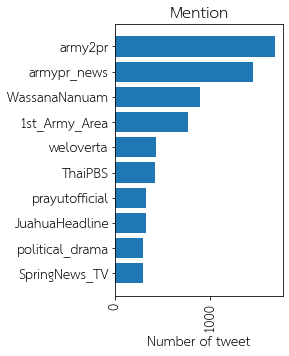 Mention
army2pr
armypr_news
WassanaNanuam
1st_Army_Area
weloverta
ThaiPBS
prayutofficial
JuahuaHeadline
political_drama
SpringNews_TV
0
1000
Number of tweet